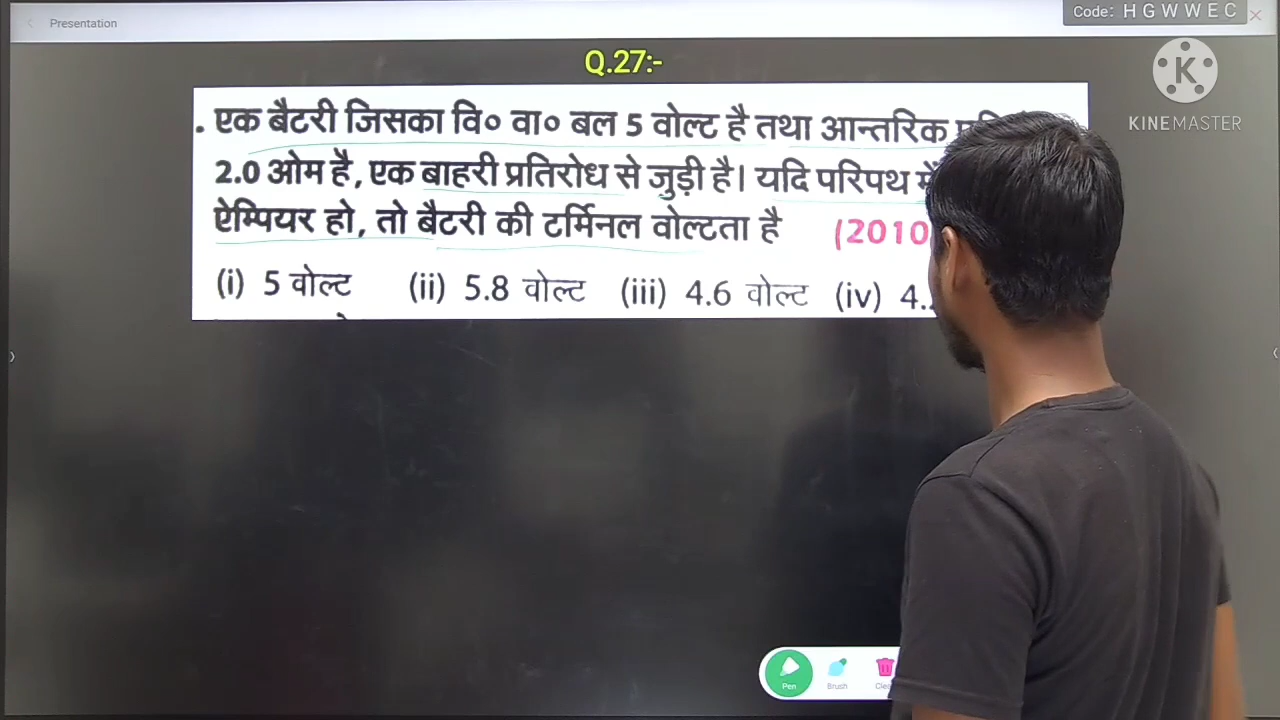 Presentation
Code: HGWWEC
KINEMASTER
Q.27:-
. एक बैटरी जिसका वि० वा० बल 5 वोल्ट है तथा आन्तरिक
2.0 ओम है, एक बाहरी प्रतिरोध से जुड़ी है। यदि परिपथ में
ऐम्पियर हो, तो बैटरी की टर्मिनल वोल्टता है (2010
(i) 5 वोल्ट (ii) 5.8 वोल्ट (iii) 4.6 वोल्ट (iv) 4.
Pen Brush